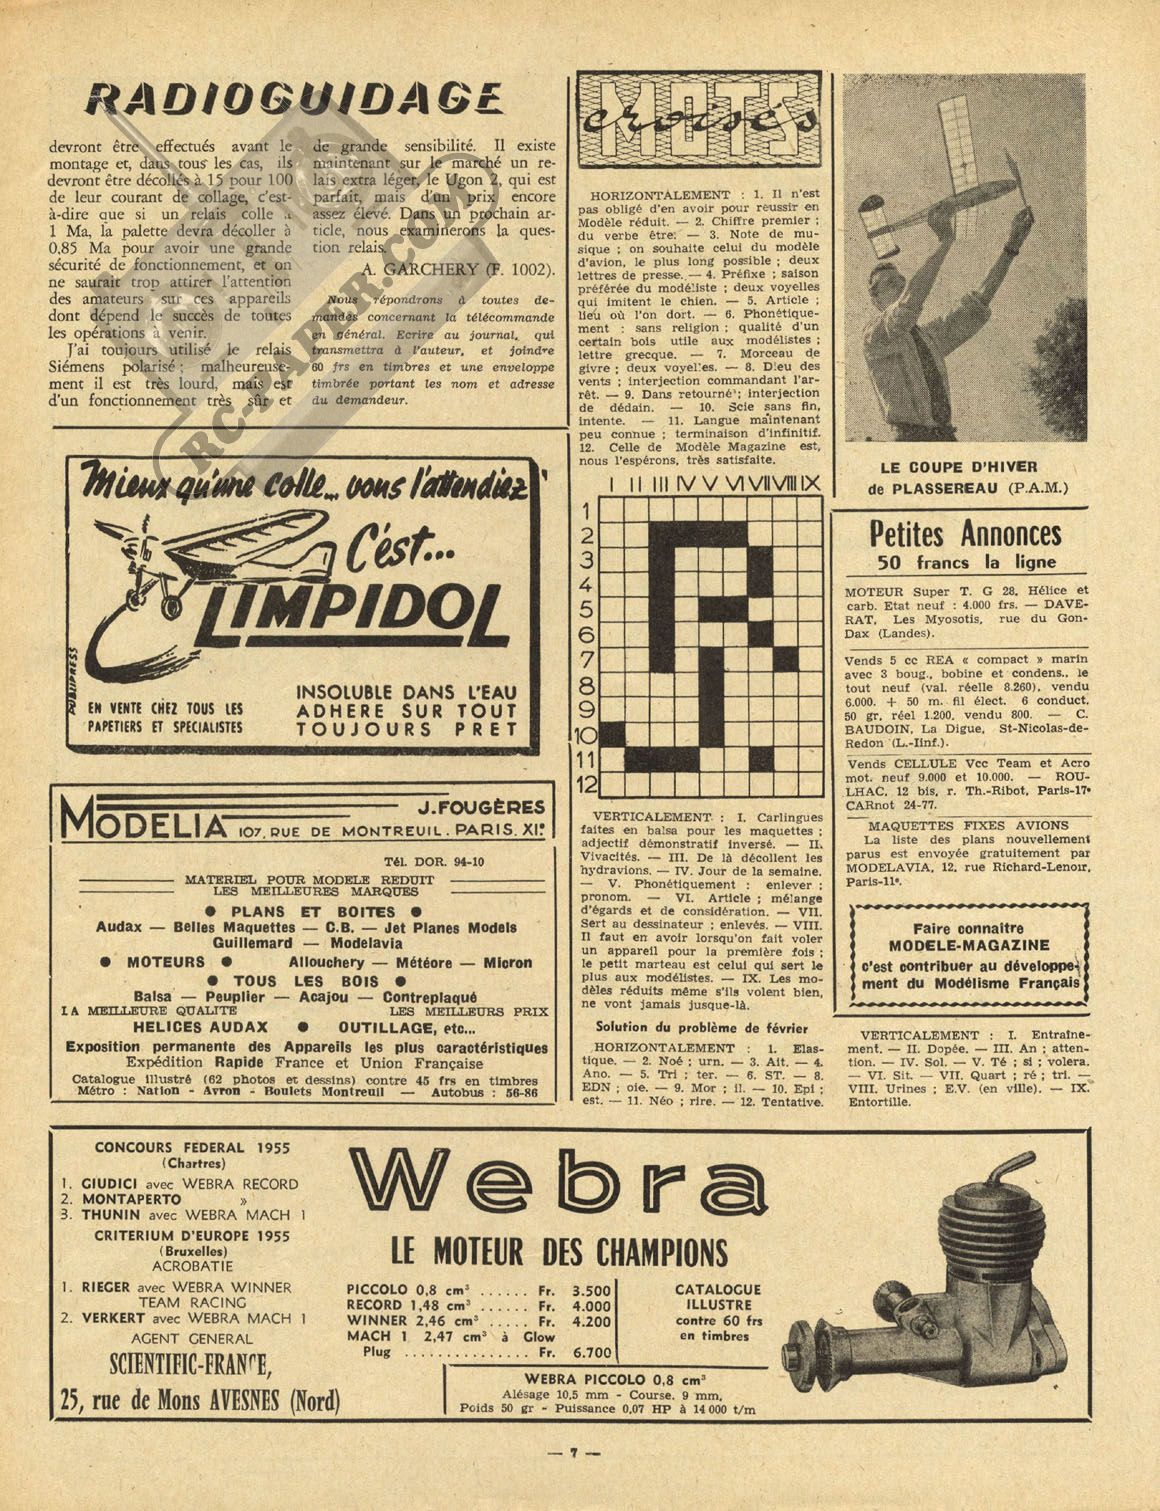 RADIOGUIDAGE
devront être effectués avant le
montage et, dans tous les cas, ils
devront être décollés à 15 pour 100
de leur courant de collage, c'est-
à-dire que si un relais colle à
1 Ma, la palette devra décoller à
0,85 Ma pour avoir une grande
sécurité de fonctionnement, et on
ne saurait trop attirer l'attention
des amateurs sur ces appareils
dont dépend le succès de toutes
les opérations à venir.
J'ai toujours utilisé le relais
Siémens polarisé ; malheureuse-
ment il est très lourd, mais est
d'un fonctionnement très sûr et
de grande sensibilité. Il existe
maintenant sur le marché un re-
lais extra léger, le Ugon 2, qui est
parfait, mais d'un prix encore
assez élevé. Dans un prochain ar-
ticle, nous examinerons la ques-
tion relais.
A. GARCHERY (F. 1002).
Nous répondrons à toutes de-
mandes concernant la télécommande
en général. Ecrire au journal, qui
transmettra à l'auteur, et joindre
60 frs en timbres et une enveloppe
timbrée portant les nom et adresse
du demandeur.
RC-PAPER.COM
Mieux qu'une colle... vous l'attendiez
C'est...
LIMPIDOL
PUBLIPRESS
EN VENTE CHEZ TOUS LES
PAPETIERS ET SPECIALISTES
INSOLUBLE DANS L'EAU
ADHERE SUR TOUT
TOUJOURS PRET
MODELIA
J. FOUGÈRES
107, RUE DE MONTREUIL. PARIS. XIe
Tél. DOR. 94-10
MATERIEL POUR MODELE REDUIT
LES MEILLEURES MARQUES
● PLANS ET BOITES ●
Audax — Belles Maquettes — C.B. — Jet Planes Models
Guillemard — Modelavia
● MOTEURS ● Allouchery — Météore — Micron
● TOUS LES BOIS ●
Balsa — Peuplier — Acajou — Contreplaqué
LA MEILLEURE QUALITE LES MEILLEURS PRIX
HELICES AUDAX ● OUTILLAGE, etc...
Exposition permanente des Appareils les plus caractéristiques
Expédition Rapide France et Union Française
Catalogue illustré (62 photos et dessins) contre 45 frs en timbres
Métro : Nation - Avron - Boulets Montreuil — Autobus : 56-86
MOTS
croisés
HORIZONTALEMENT : 1. Il n'est
pas obligé d'en avoir pour réussir en
Modèle réduit. — 2. Chiffre premier ;
du verbe être. — 3. Note de mu-
sique ; on souhaite celui du modèle
d'avion, le plus long possible ; deux
lettres de presse. — 4. Préfixe ; saison
préférée du modéliste ; deux voyelles
qui imitent le chien. — 5. Article ;
lieu où l'on dort. — 6. Phonétique-
ment : sans religion ; qualité d'un
certain bois utile aux modélistes ;
lettre grecque. — 7. Morceau de
givre ; deux voyelles. — 8. Dieu des
vents ; interjection commandant l'ar-
rêt. — 9. Dans retourné ; interjection
de dédain. — 10. Scie sans fin,
intente. — 11. Langue maintenant
peu connue ; terminaison d'infinitif.
12. Celle de Modèle Magazine est,
nous l'espérons, très satisfaite.
I II III IV V VI VII VIII IX
1
2
3
4
5
6
7
8
9
10
11
12
VERTICALEMENT : I. Carlingues
faites en balsa pour les maquettes ;
adjectif démonstratif inversé. — II.
Vivacités. — III. De là décollent les
hydravions. — IV. Jour de la semaine.
— V. Phonétiquement : enlever ;
pronom. — VI. Article ; mélange
d'égards et de considération. — VII.
Sert au dessinateur ; enlevés. — VIII.
Il faut en avoir lorsqu'on fait voler
un appareil pour la première fois ;
le petit marteau est celui qui sert le
plus aux modélistes. — IX. Les mo-
dèles réduits même s'ils volent bien,
ne vont jamais jusque-là.
Solution du problème de février
HORIZONTALEMENT : 1. Elas-
tique. — 2. Noé ; urn. — 3. Ait. — 4.
Ano. — 5. Tri ; ter. — 6. ST. — 8.
EDN ; oie. — 9. Mor ; il. — 10. Epi ;
est. — 11. Néo ; rire. — 12. Tentative.
VERTICALEMENT : I. Entraîne-
ment. — II. Dopée. — III. An ; atten-
tion. — IV. Sol. — V. Té ; si ; volera.
— VI. Sit. — VII. Quart ; ré ; tri. —
VIII. Urines ; E.V. (en ville). — IX.
Entortille.
LE COUPE D'HIVER
de PLASSEREAU (P.A.M.)
Petites Annonces
50 francs la ligne
MOTEUR Super T. G 28, Hélice et
carb. Etat neuf : 4.000 frs. — DAVE-
RAT, Les Myosotis, rue du Gon-
Dax (Landes).
Vends 5 cc REA « compact » marin
avec 3 boug., bobine et condens., le
tout neuf (val. réelle 8.260), vendu
6.000. + 50 m. fil élect. 6 conduct.
50 gr, réel 1.200, vendu 800. — C.
BAUDOIN, La Digue, St-Nicolas-de-
Redon (L.-Iinf.).
Vends CELLULE Vcc Team et Acro
mot. neuf 9.000 et 10.000. — ROU-
LHAC, 12 bis, r. Th.-Ribot, Paris-17e
CARnot 24-77.
MAQUETTES FIXES AVIONS
La liste des plans nouvellement
parus est envoyée gratuitement par
MODELAVIA, 12, rue Richard-Lenoir,
Paris-11e.
Faire connaitre
MODELE-MAGAZINE
c'est contribuer au développe-
ment du Modélisme Français
CONCOURS FEDERAL 1955
(Chartres)
1. GIUDICI avec WEBRA RECORD
2. MONTAPERTO »
3. THUNIN avec WEBRA MACH 1
CRITERIUM D'EUROPE 1955
(Bruxelles)
ACROBATIE
1. RIEGER avec WEBRA WINNER
TEAM RACING
2. VERKERT avec WEBRA MACH 1
AGENT GENERAL
SCIENTIFIC-FRANCE,
25, rue de Mons AVESNES (Nord)
Webra
LE MOTEUR DES CHAMPIONS
PICCOLO 0,8 cm³ ...... Fr. 3.500
RECORD 1,48 cm³ ...... Fr. 4.000
WINNER 2,46 cm³ ..... Fr. 4.200
MACH 1 2,47 cm³ à Glow
Plug ............... Fr. 6.700
CATALOGUE
ILLUSTRE
contre 60 frs
en timbres
WEBRA PICCOLO 0,8 cm³
Alésage 10,5 mm - Course. 9 mm,
Poids 50 gr - Puissance 0,07 HP à 14 000 t/m
— 7 —